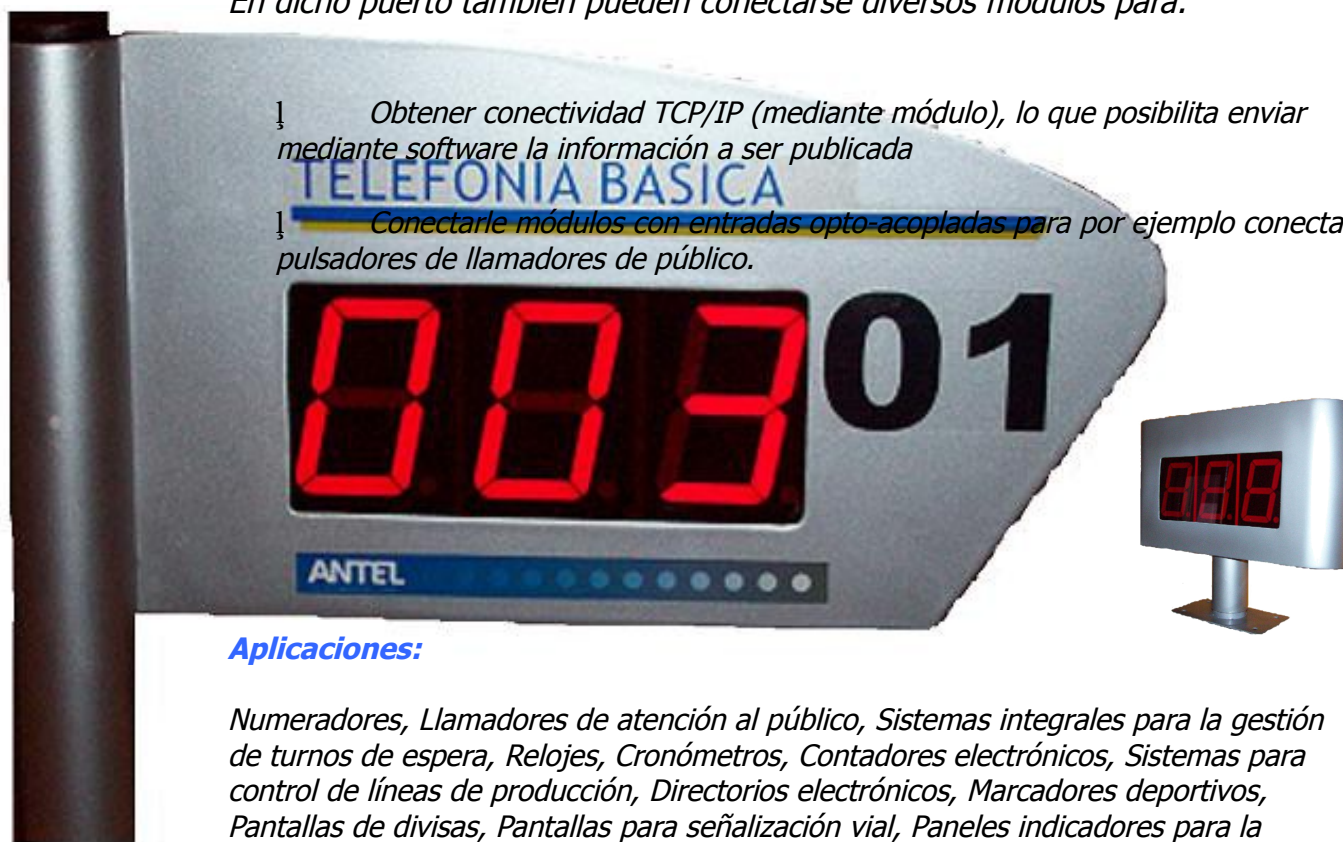 En dicho puerto también pueden conectarse diversos módulos para:
Obtener conectividad TCP/IP (mediante módulo), lo que posibilita enviar
mediante software la información a ser publicada
TELEFONIA BASICA
Conectarle módulos con entradas opto-acopladas para por ejemplo conecta
pulsadores de llamadores de público.
003
01
ANTEL
Aplicaciones:
Numeradores, Llamadores de atención al público, Sistemas integrales para la gestión
de turnos de espera, Relojes, Cronómetros, Contadores electrónicos, Sistemas para
control de líneas de producción, Directorios electrónicos, Marcadores deportivos,
Pantallas de divisas, Pantallas para señalización vial, Paneles indicadores para la